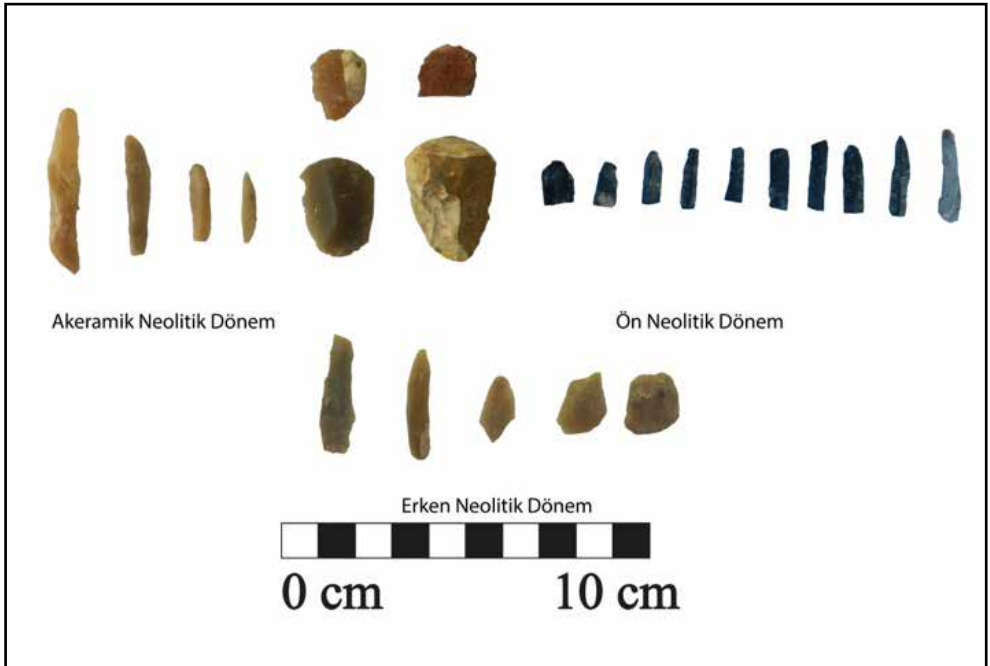 Akeramik Neolitik Dönem
Ön Neolitik Dönem
Erken Neolitik Dönem
0 cm
10 cm